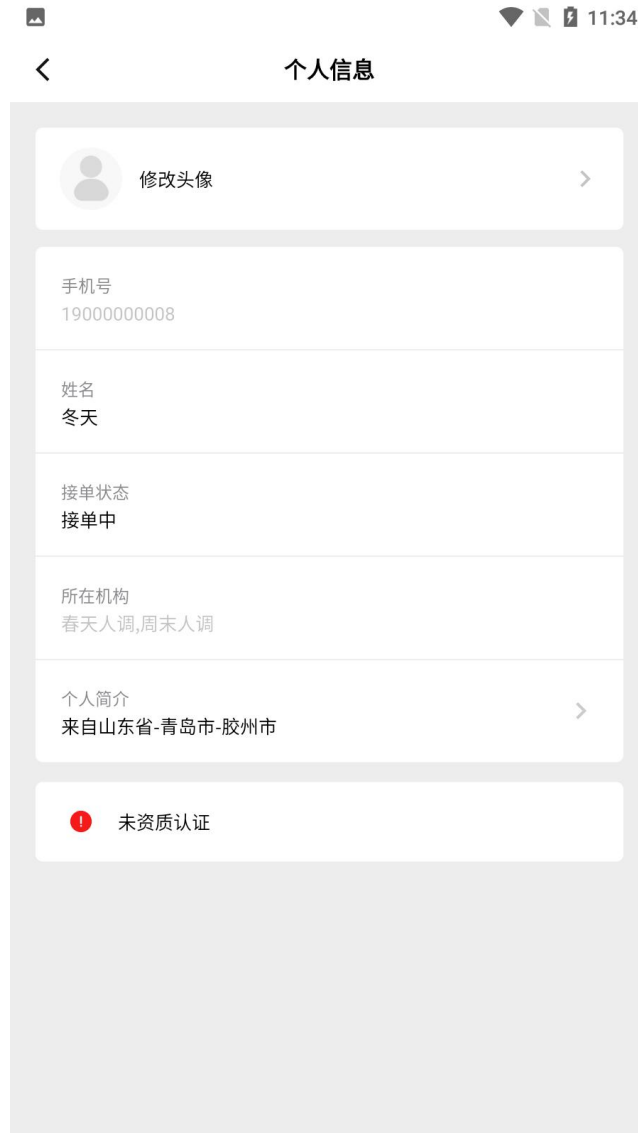 11:34
个人信息
修改头像
手机号
19000000008
姓名
冬天
接单状态
接单中
所在机构
春天人调,周末人调
个人简介
来自山东省-青岛市-胶州市
未资质认证